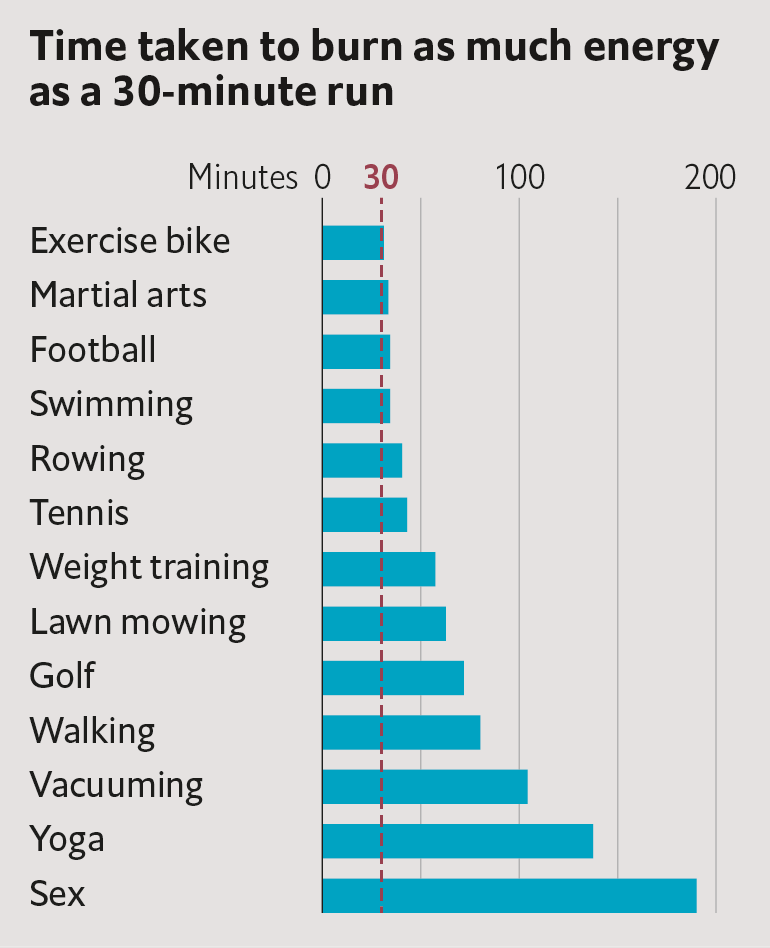 Time taken to burn as much energy
as a 30-minute run
Minutes 0 30 100 200
Exercise bike
Martial arts
Football
Swimming
Rowing
Tennis
Weight training
Lawn mowing
Golf
Walking
Vacuuming
Yoga
Sex